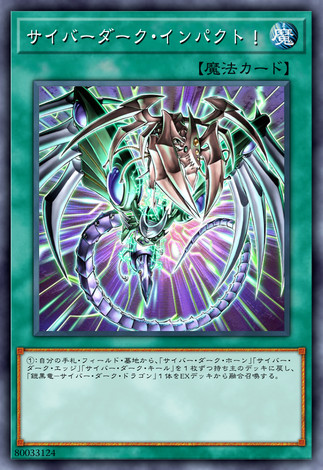 サイバーダーク・インパクト！
魔
【魔法カード】
①：自分の手札・フィールド・墓地から、「サイバー・ダーク・ホーン」「サイバー・
ダーク・エッジ」「サイバー・ダーク・キール」を１枚ずつ持ち主のデッキに戻し、
「鎧黒竜－サイバー・ダーク・ドラゴン」１体をEXデッキから融合召喚する。
80033124